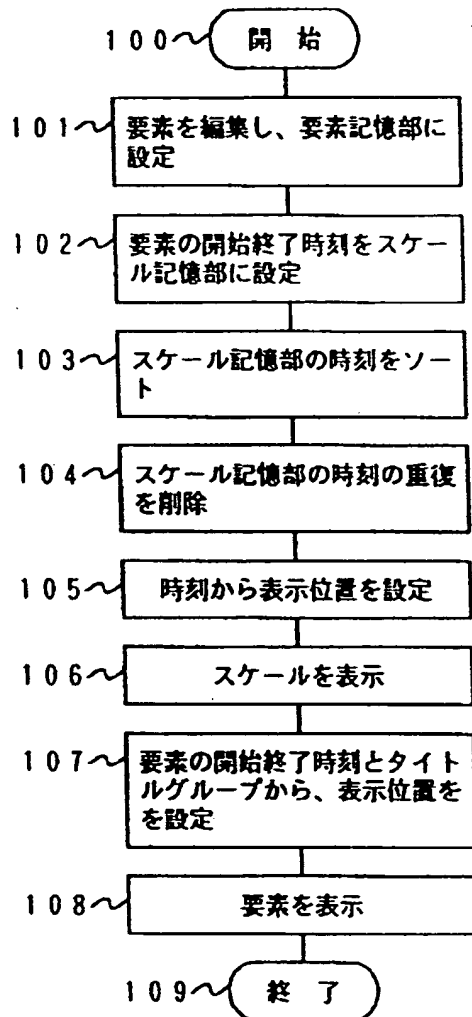 100 開 始
101 要素を編集し、要素記憶部に
設定
102 要素の開始終了時刻をスケー
ル記憶部に設定
103 スケール記憶部の時刻をソー
ト
104 スケール記憶部の時刻の重複
を削除
105 時刻から表示位置を設定
106 スケールを表示
107 要素の開始終了時刻とタイト
ルグループから、表示位置を
を設定
108 要素を表示
109 終 了